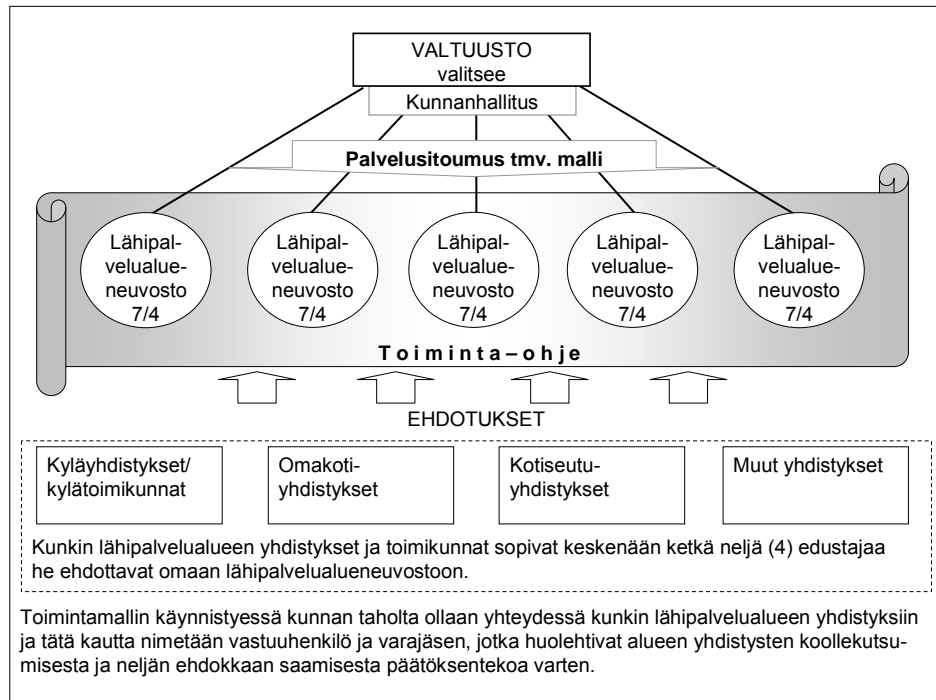 VALTUUSTO
valitsee
Kunnanhallitus
Palvelusitoumus tmv. malli
Lähipal-
velualue-
neuvosto
7/4
Lähipal-
velualue-
neuvosto
7/4
Lähipal-
velualue-
neuvosto
7/4
Lähipal-
velualue-
neuvosto
7/4
Lähipal-
velualue-
neuvosto
7/4
Toiminta–ohje
EHDOTUKSET
Kyläyhdistykset/
kylätoimikunnat
Omakoti-
yhdistykset
Kotiseutu-
yhdistykset
Muut yhdistykset
Kunkin lähipalvelualueen yhdistykset ja toimikunnat sopivat keskenään ketkä neljä (4) edustajaa
he ehdottavat omaan lähipalvelualueneuvostoon.
Toimintamallin käynnistyessä kunnan taholta ollaan yhteydessä kunkin lähipalvelualueen yhdistyksiin
ja tätä kautta nimetään vastuuhenkilö ja varajäsen, jotka huolehtivat alueen yhdistysten koollekutsu-
misesta ja neljän ehdokkaan saamisesta päätöksentekoa varten.